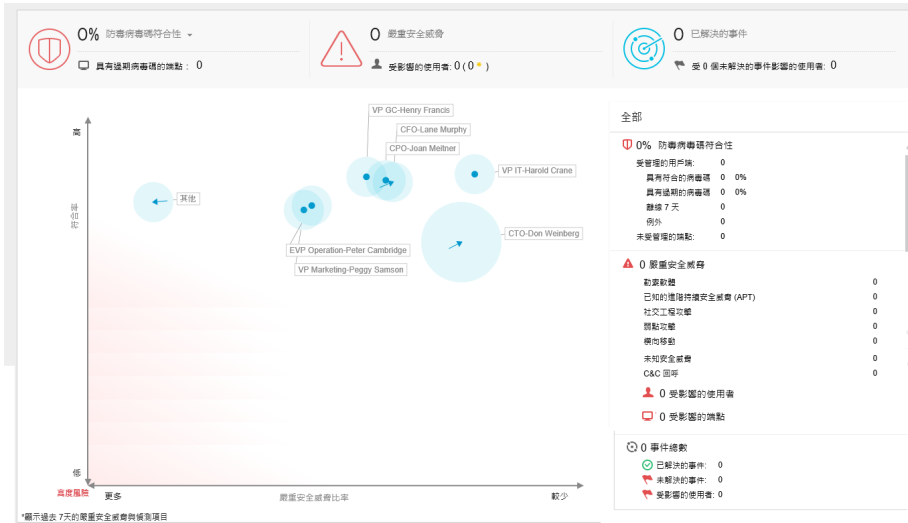 0% 防毒病毒碼符合性
具有過期病毒碼的端點： 0
0 嚴重安全威脅
受影響的使用者: 0 ( 0 * )
0 已解決的事件
受 0 個未解決的事件影響的使用者: 0
高
符合率
低
高度風險
更多
嚴重安全威脅比率
較少
VP GC-Henry Francis
CFO-Lane Murphy
CPO-Joan Meitner
VP IT-Harold Crane
其他
CTO-Don Weinberg
EVP Operation-Peter Cambridge
VP Marketing-Peggy Samson
*顯示過去 7天的嚴重安全威脅與偵測項目
全部
0% 防毒病毒碼符合性
受管理的用戶端: 0
具有符合的病毒碼 0 0%
具有過期的病毒碼 0 0%
離線 7 天 0
例外 0
未受管理的端點: 0
0 嚴重安全威脅
勒索軟體 0
已知的進階持續安全威脅 (APT) 0
社交工程攻擊 0
弱點攻擊 0
橫向移動 0
未知安全威脅 0
C&C 回呼 0
0 受影響的使用者
0 受影響的端點
0 事件總數
已解決的事件: 0
未解決的事件: 0
受影響的使用者: 0